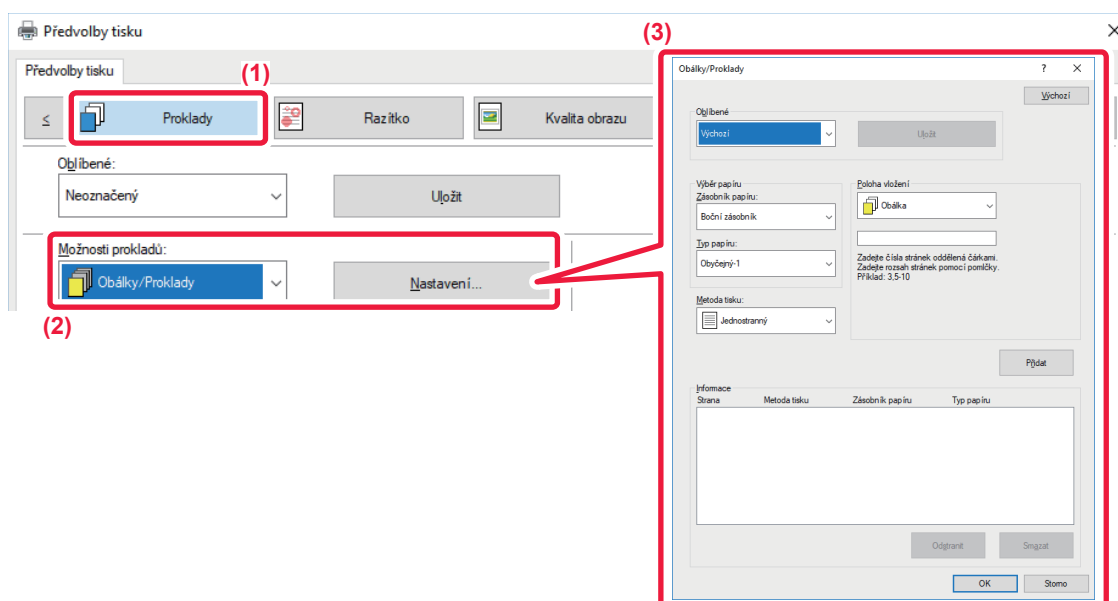 Předvolby tisku
Předvolby tisku
(1)
≤
Proklady
Razítko
Kvalita obrazu
Oblíbené:
Neoznačený
Uložit
Možnosti prokladů:
Obálky/Proklady
Nastavení...
(2)
(3)
Obálky/Proklady
?
Výchozí
Oblíbené
Výchozí
Uložit
Výběr papíru
Zásobník papíru:
Boční zásobník
Typ papíru:
Obyčejný-1
Metoda tisku:
Jednostranný
Poloha vložení
Obálka
Zadejte čísla stránek oddělená čárkami.
Zadejte rozsah stránek pomocí pomlčky.
Příklad: 3,5-10
Přidat
Informace
Strana Metoda tisku Zásobník papíru Typ papíru
Odstranit
Smazat
OK
Storno